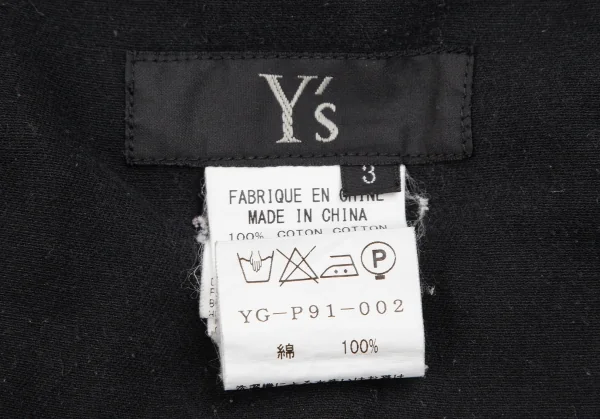 Y's
3
FABRIQUE EN CHINE
MADE IN CHINA
100% COTON COTTON
P
YG-P91-002
綿 100%